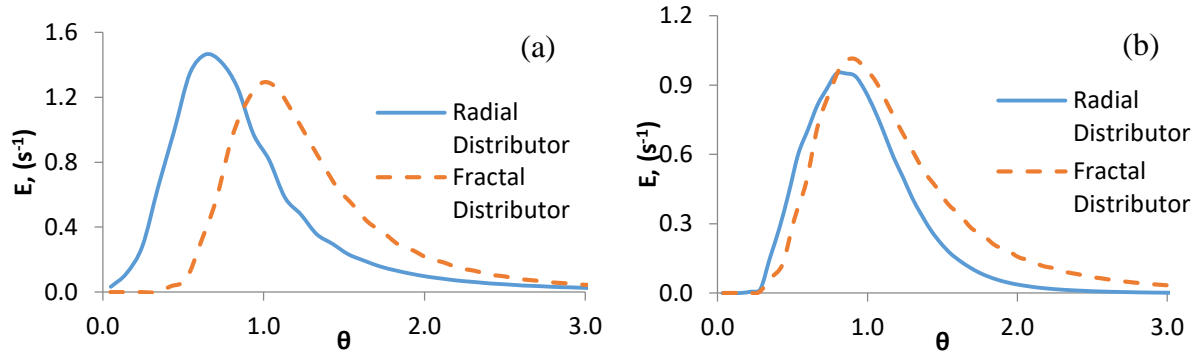 1.6
1.2
0.8
0.4
0.0
E, (s-1)
(a)
Radial
Distributor
Fractal
Distributor
0.0 1.0 2.0 3.0
θ
1.2
0.9
0.6
0.3
0.0
E, (s-1)
(b)
Radial
Distributor
Fractal
Distributor
0.0 1.0 2.0 3.0
θ